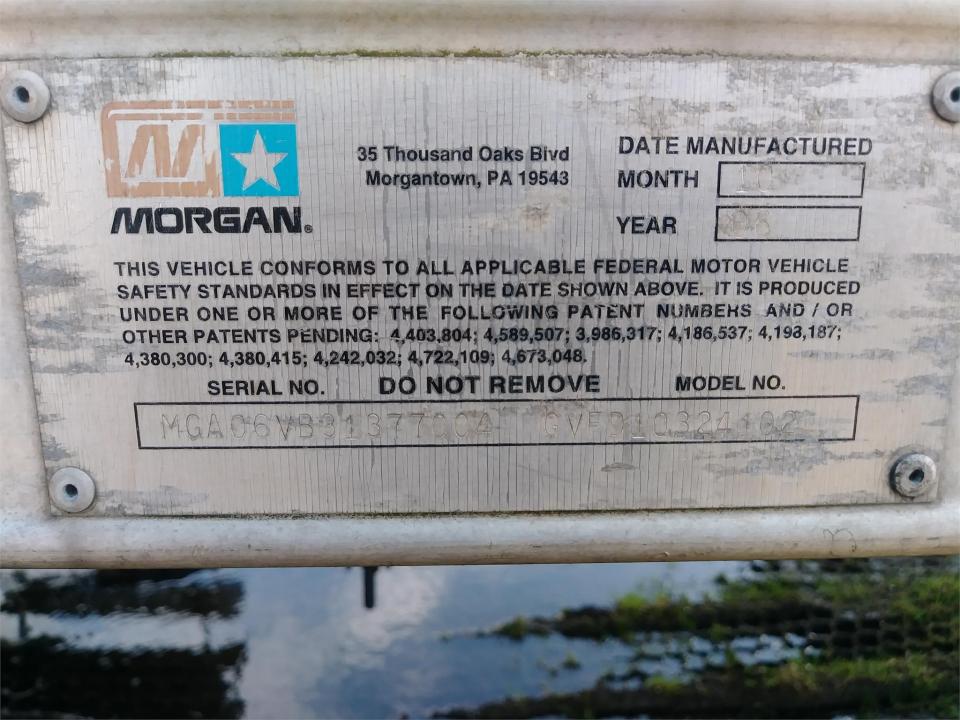 35 Thousand Oaks Blvd
Morgantown, PA 19543
DATE MANUFACTURED
MONTH 10
YEAR
MORGAN®
THIS VEHICLE CONFORMS TO ALL APPLICABLE FEDERAL MOTOR VEHICLE
SAFETY STANDARDS IN EFFECT ON THE DATE SHOWN ABOVE. IT IS PRODUCED
UNDER ONE OR MORE OF THE FOLLOWING PATENT NUMBERS AND / OR
OTHER PATENTS PENDING: 4,403,804; 4,589,507; 3,986,317; 4,186,537; 4,193,187;
4,380,300; 4,380,415; 4,242,032; 4,722,109; 4,673,048.
SERIAL NO. DO NOT REMOVE MODEL NO.